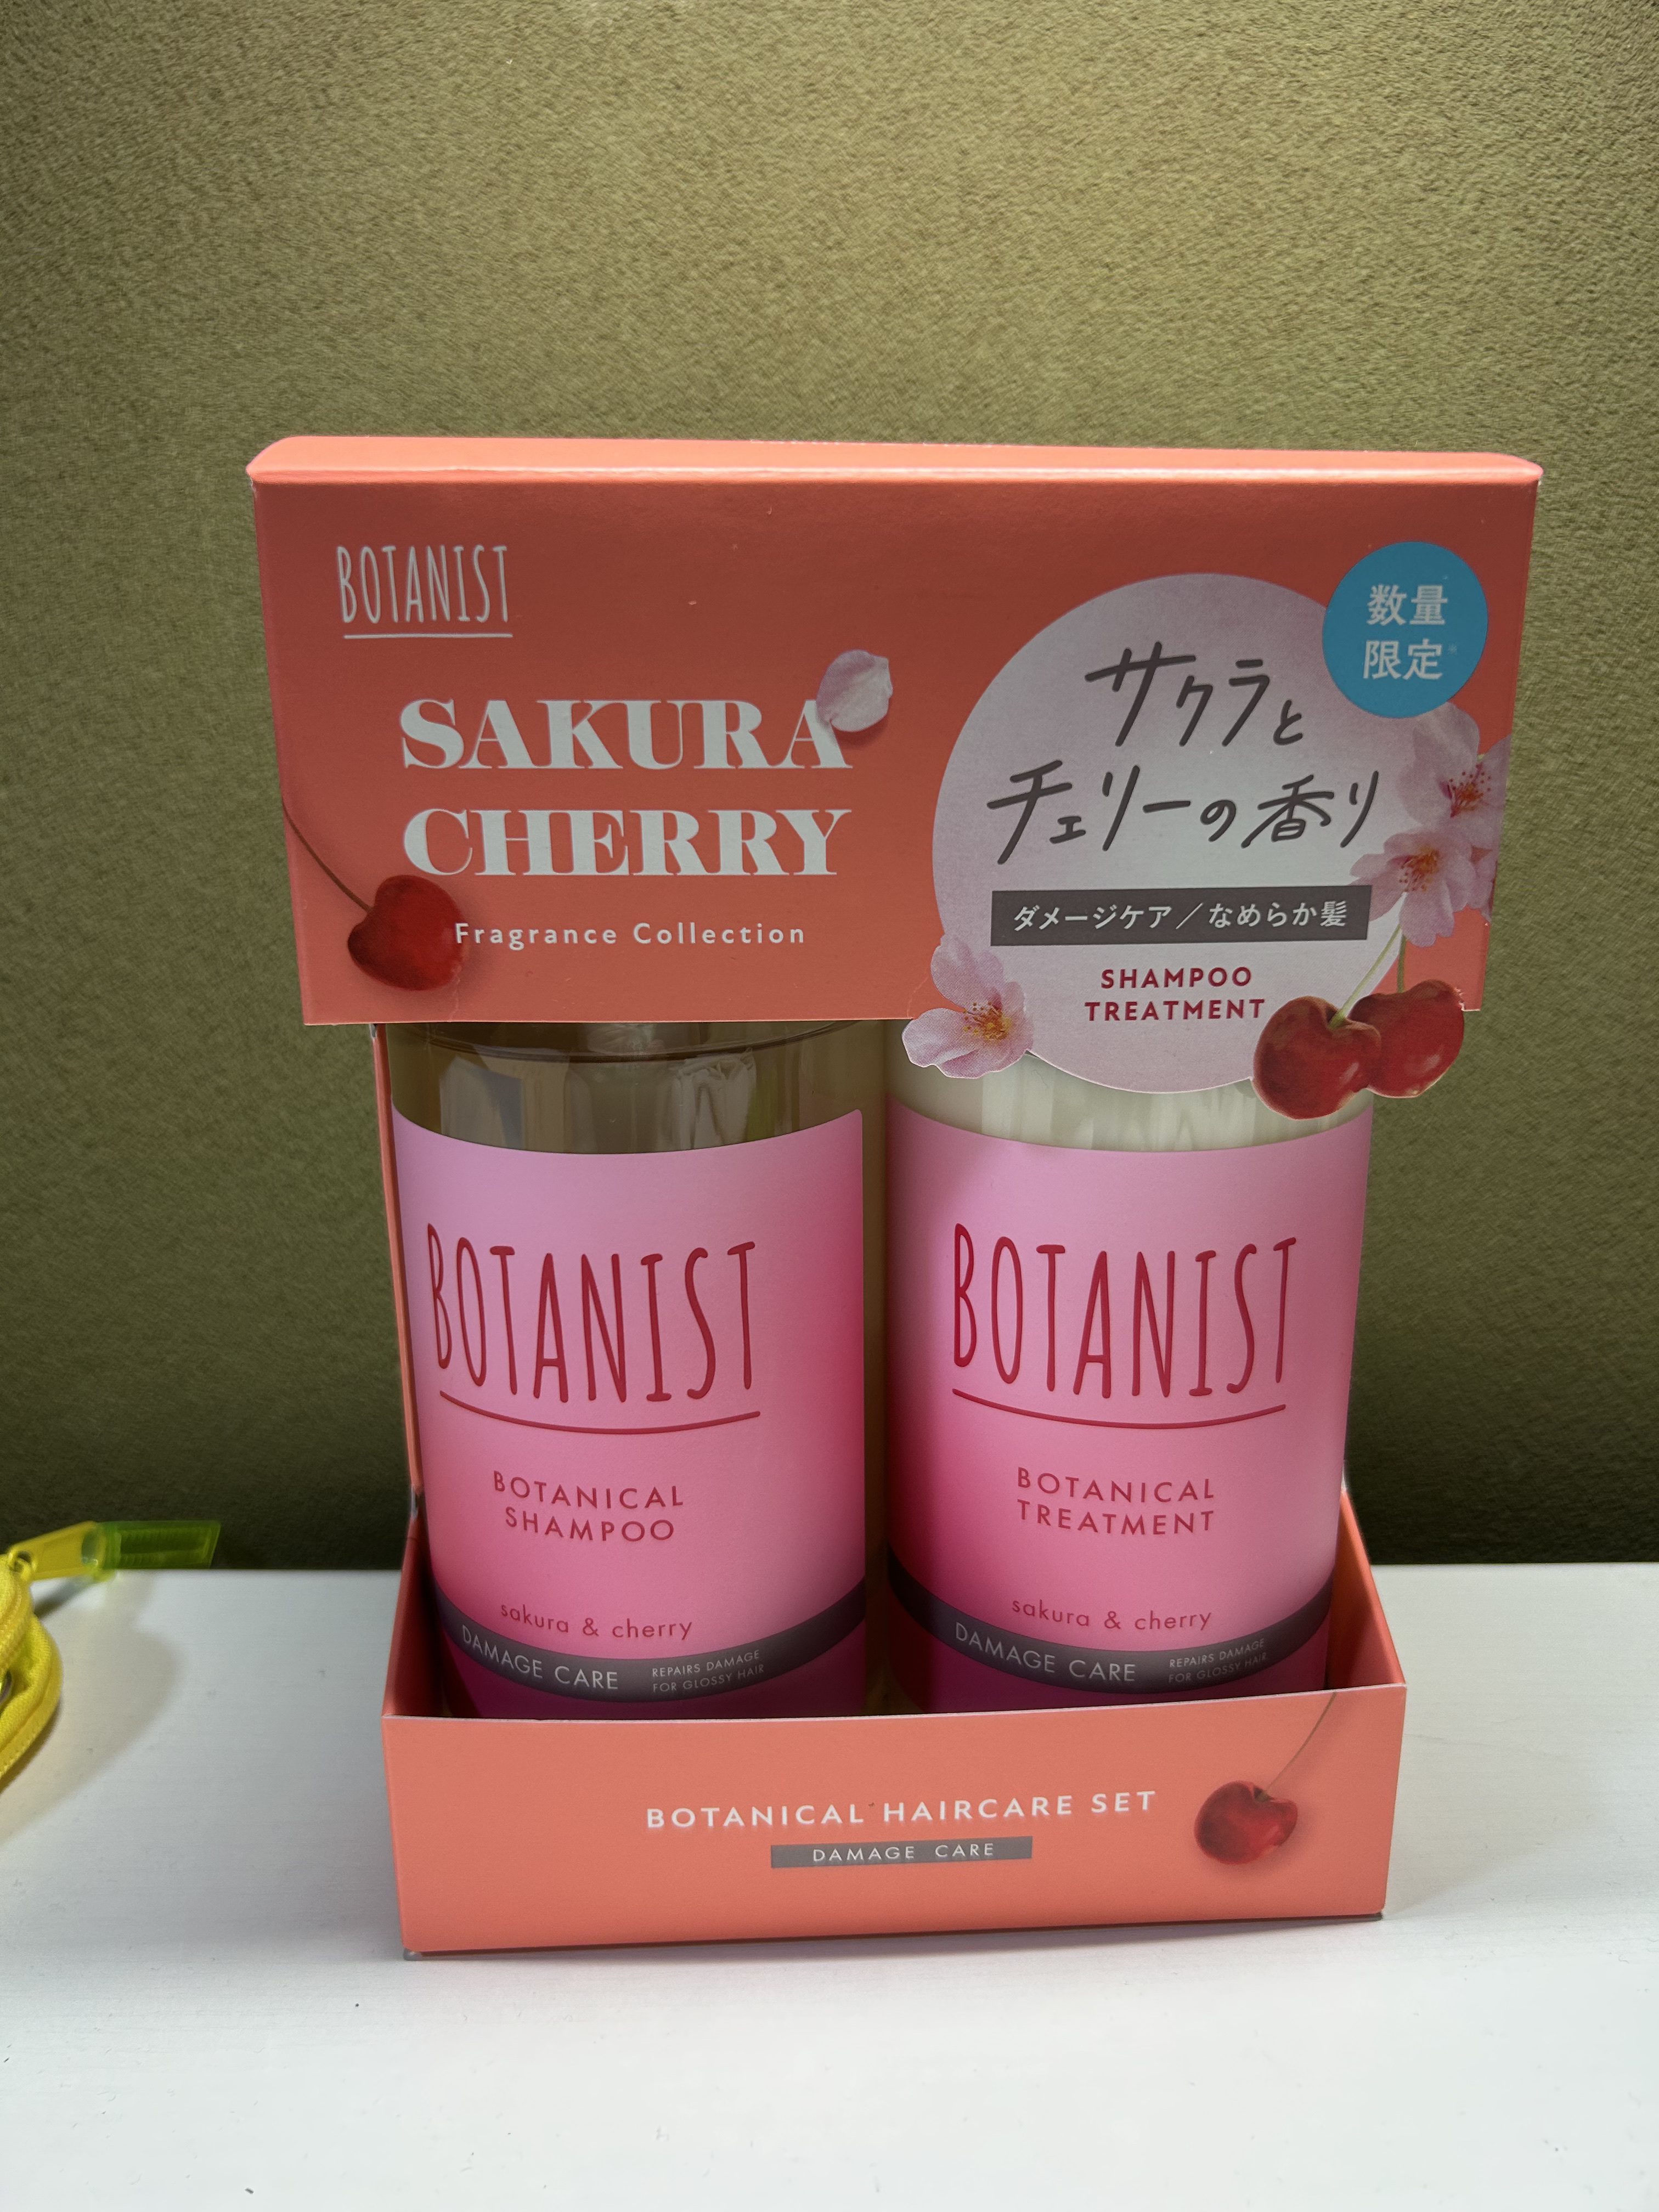 BOTANIST
SAKURA
CHERRY
Fragrance Collection
数量
限定※
サクラと
チェリーの香り
ダメージケア／なめらか髪
SHAMPOO
TREATMENT
BOTANIST
BOTANICAL
SHAMPOO
sakura & cherry
DAMAGE CARE
REPAIRS DAMAGE
FOR GLOSSY HAIR
BOTANIST
BOTANICAL
TREATMENT
sakura & cherry
DAMAGE CARE
REPAIRS DAMAGE
FOR GLOSSY HAIR
BOTANICAL HAIRCARE SET
DAMAGE CARE